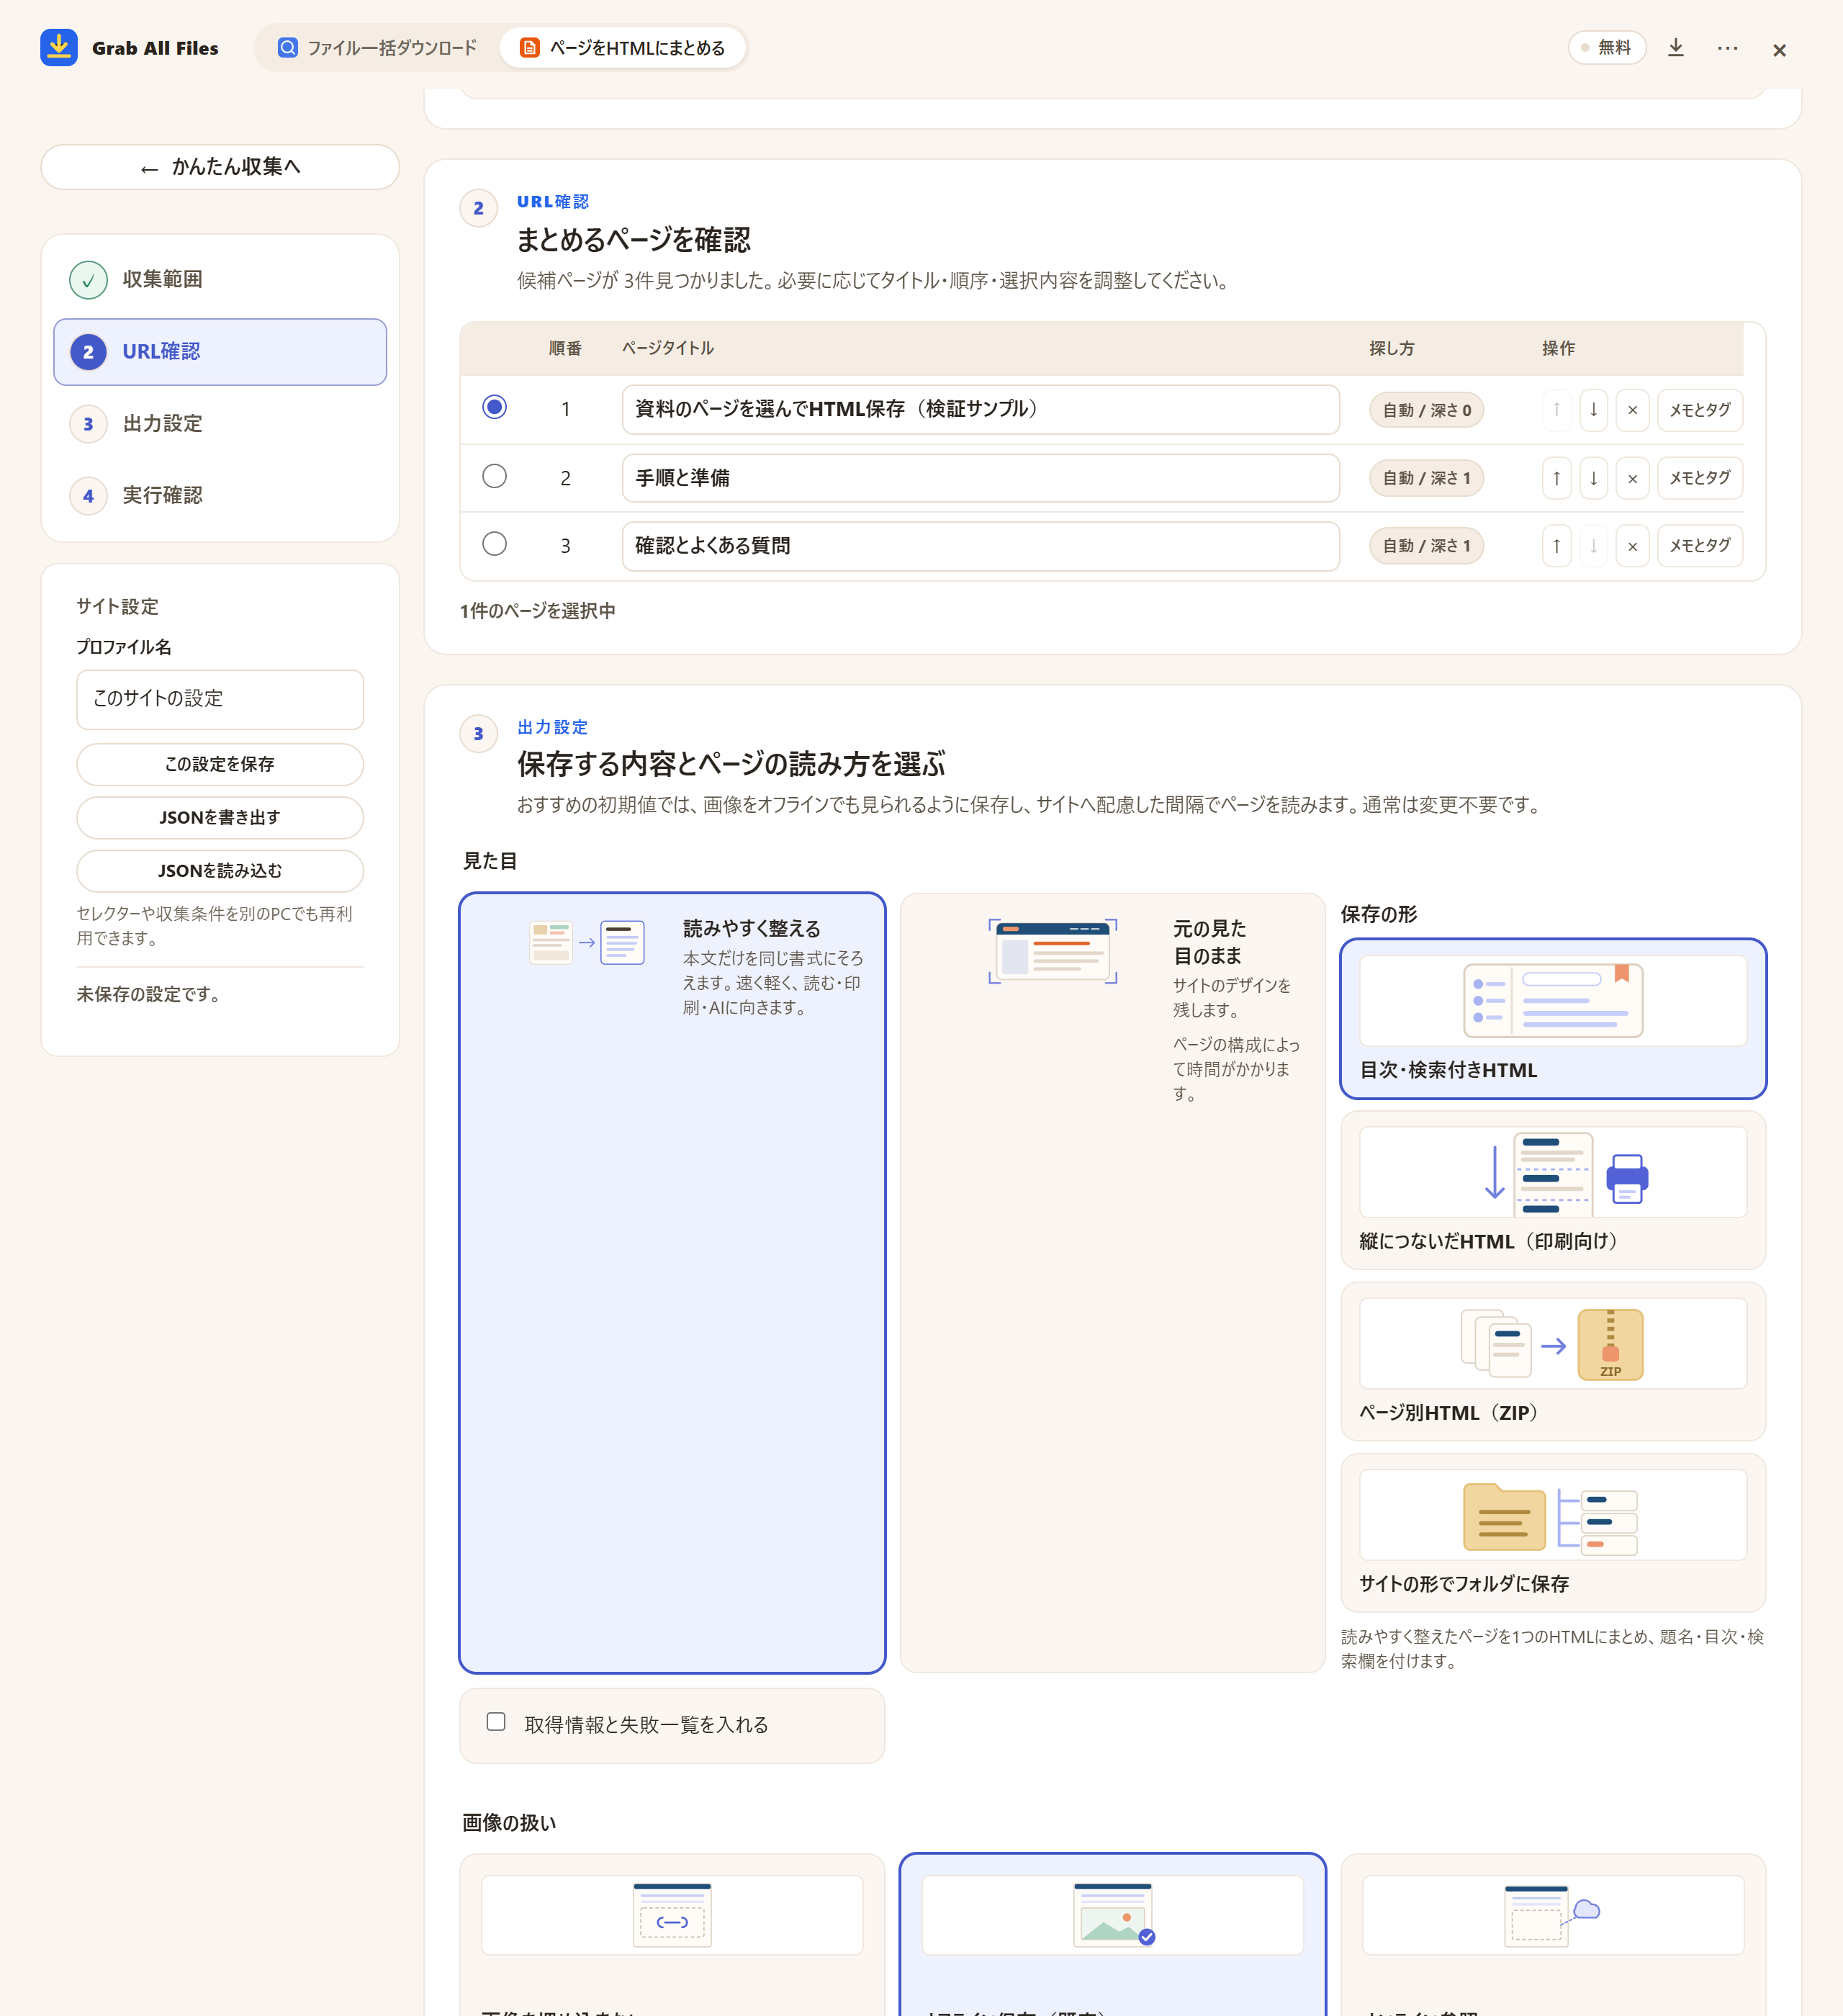 Grab All Files
ファイル一括ダウンロード
ページをHTMLにまとめる
無料
← かんたん収集へ
✓ 収集範囲
2 URL確認
3 出力設定
4 実行確認
サイト設定
プロファイル名
このサイトの設定
この設定を保存
JSONを書き出す
JSONを読み込む
セレクターや収集条件を別のPCでも再利
用できます。
未保存の設定です。
2
URL確認
まとめるページを確認
候補ページが 3件見つかりました。必要に応じてタイトル・順序・選択内容を調整してください。
順番 ページタイトル 探し方 操作
1 資料のページを選んでHTML保存（検証サンプル） 自動 / 深さ 0 ↑ ↓ × メモとタグ
2 手順と準備 自動 / 深さ 1 ↑ ↓ × メモとタグ
3 確認とよくある質問 自動 / 深さ 1 ↑ ↓ × メモとタグ
1件のページを選択中
3
出力設定
保存する内容とページの読み方を選ぶ
おすすめの初期値では、画像をオフラインでも見られるように保存し、サイトへ配慮した間隔でページを読みます。通常は変更不要です。
見た目
読みやすく整える
本文だけを同じ書式にそろ
えます。速く軽く、読む・印
刷・AIに向きます。
元の見た
目のまま
サイトのデザインを
残します。
ページの構成によっ
て時間がかかりま
す。
保存の形
目次・検索付きHTML
縦につないだHTML（印刷向け）
ZIP
ページ別HTML（ZIP）
サイトの形でフォルダに保存
読みやすく整えたページを1つのHTMLにまとめ、題名・目次・検
索欄を付けます。
取得情報と失敗一覧を入れる
画像の扱い